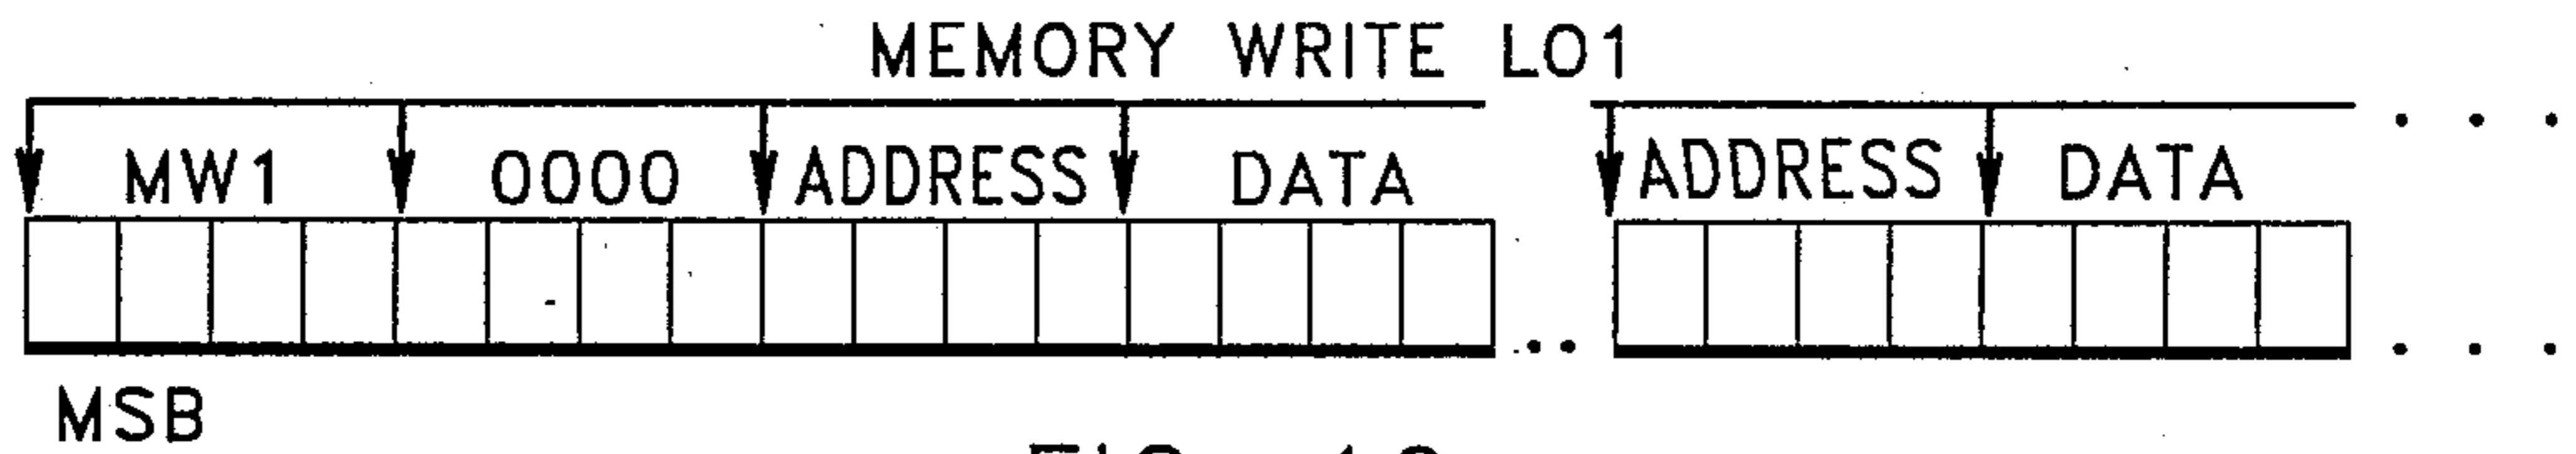 MEMORY WRITE LO1
MW1 0000 ADDRESS DATA ADDRESS DATA . . .
MSB